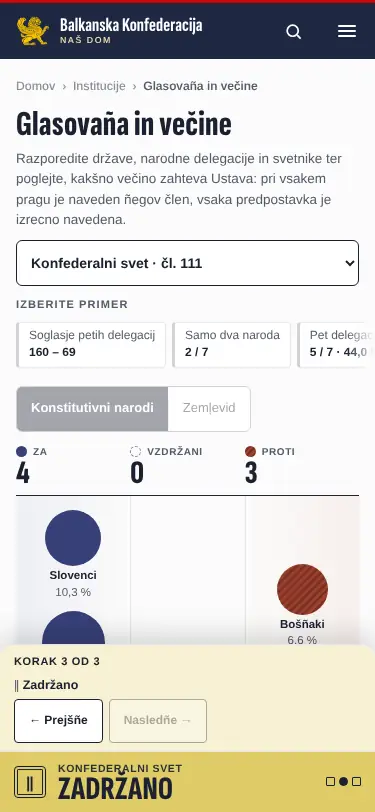 Balkanska Konfederacija
NAŠ DOM
Domov › Institucije › Glasovaňa in večine
Glasovaňa in večine
Razporedite države, narodne delegacije in svetnike ter
poglejte, kakšno večino zahteva Ustava: pri vsakem
pragu je naveden ňegov člen, vsaka predpostavka je
izrecno navedena.
Konfederalni svet · čl. 111
IZBERITE PRIMER
Soglasje petih delegacij
160 – 69
Samo dva naroda
2 / 7
Pet delegac
5 / 7 · 44,0
Konstitutivni narodi
Zemļevid
ZA
4
VZDRŽANI
0
PROTI
3
Slovenci
10,3 %
Bošňaki
6,6 %
KORAK 3 OD 3
‖ Zadržano
← Prejšňe
Nasledňe →
KONFEDERALNI SVET
ZADRŽANO